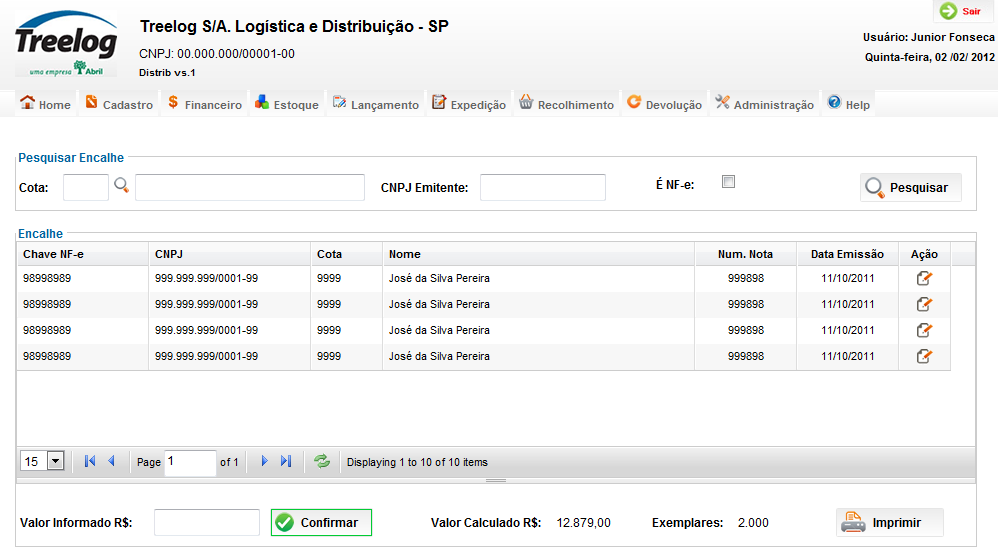 Treelog
uma empresa Abril
Treelog S/A. Logística e Distribuição - SP
CNPJ: 00.000.000/00001-00
Distrib vs.1
Sair
Usuário: Junior Fonseca
Quinta-feira, 02 /02/ 2012
Home Cadastro Financeiro Estoque Lançamento Expedição Recolhimento Devolução Administração Help
Pesquisar Encalhe
Cota: CNPJ Emitente: É NF-e: Pesquisar
Encalhe
Chave NF-e CNPJ Cota Nome Num. Nota Data Emissão Ação
98998989 999.999.999/0001-99 9999 José da Silva Pereira 999898 11/10/2011
98998989 999.999.999/0001-99 9999 José da Silva Pereira 999898 11/10/2011
98998989 999.999.999/0001-99 9999 José da Silva Pereira 999898 11/10/2011
98998989 999.999.999/0001-99 9999 José da Silva Pereira 999898 11/10/2011
15 Page 1 of 1 Displaying 1 to 10 of 10 items
Valor Informado R$: Confirmar Valor Calculado R$: 12.879,00 Exemplares: 2.000 Imprimir